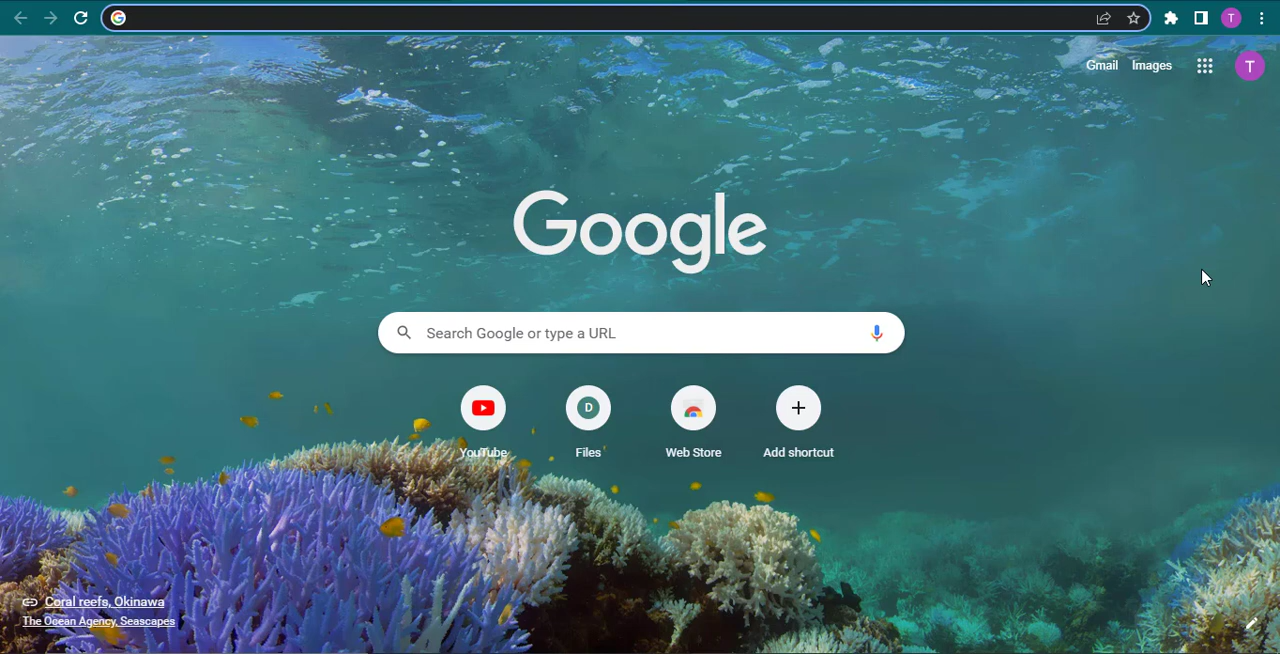 T
Gmail Images T
Google
Search Google or type a URL
D
YouTube Files Web Store Add shortcut
Coral reefs, Okinawa
The Ocean Agency, Seascapes